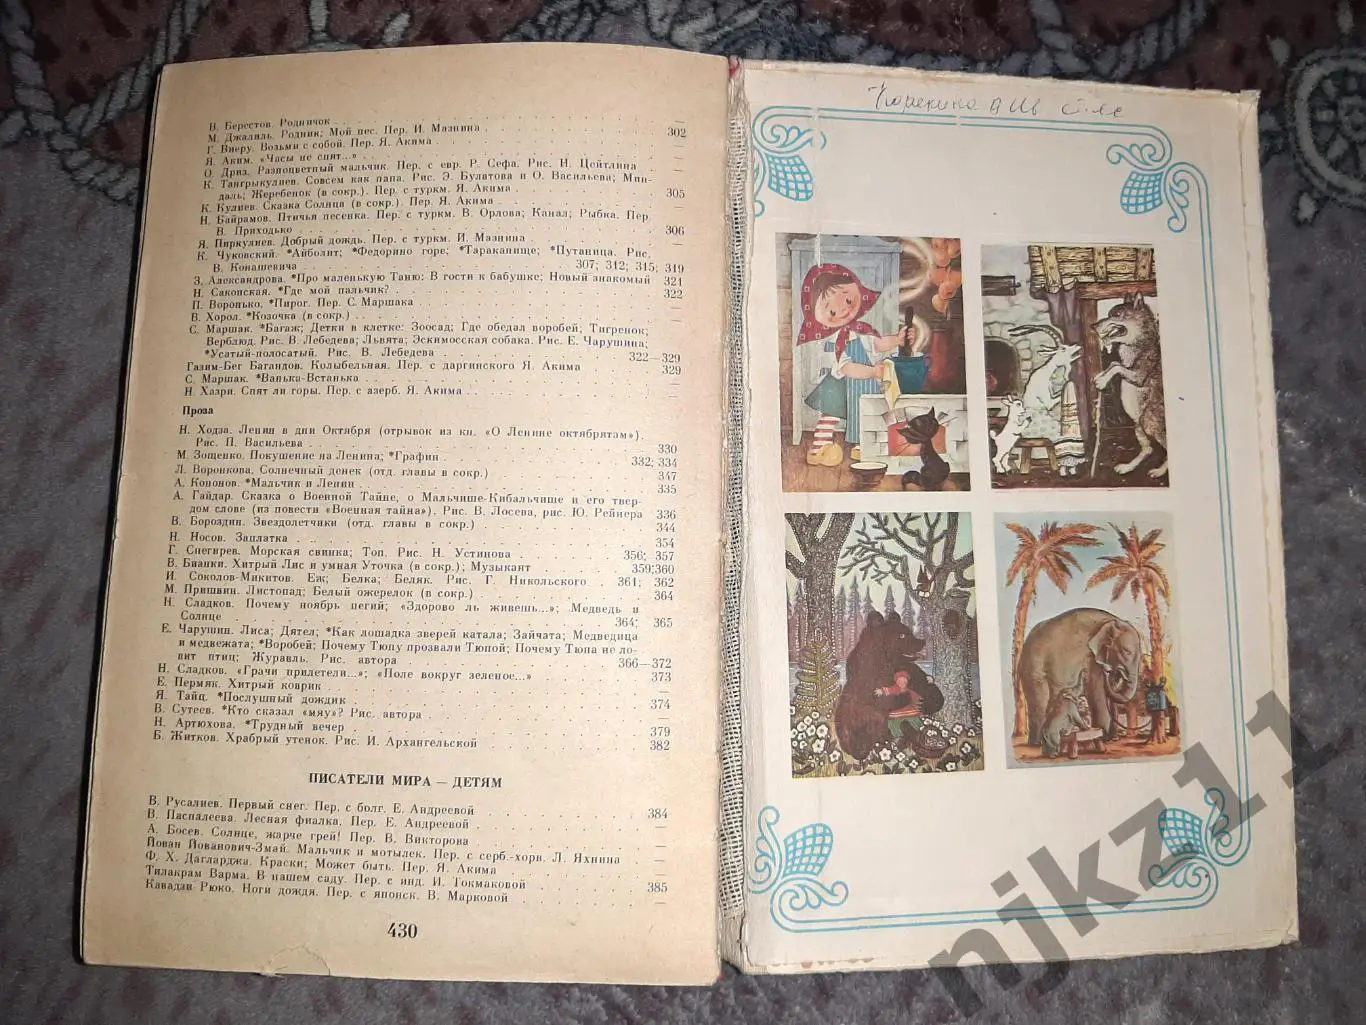 В. Берестов. Родничок —
М. Джалиль. Родник; Мой пес. Пер. И. Мазнина 302
Г. Виеру. Возьми с собой. Пер. Я. Акима —
Я. Аким. «Часы не спят...» —
О. Дриз. Разноцветный мальчик. Пер. с евр. Р. Сефа. Рис. Н. Цейтлина —
К. Тангрыкулиев. Совсем как папа. Рис. Э. Булатова и О. Васильева; Мин-
даль; Жеребенок (в сокр.). Пер. с туркм. Я. Акима 305
К. Кулиев. Сказка Солнца (в сокр.). Пер. Я. Акима —
Н. Байрамов. Птичья песенка. Пер. с туркм. В. Орлова; Канал; Рыбка. Пер
В. Приходько 306
Я. Пиркулиев. Добрый дождь. Пер. с туркм. И. Мазнина —
К. Чуковский. *Айболит; *Федорино горе; *Тараканище; *Путаница. Рис.
В. Конашевича 307; 312; 315; 319
З. Александрова. *Про маленькую Таню: В гости к бабушке; Новый знакомый 321
Н. Саконская. *Где мой пальчик? 322
П. Воронько. *Пирог. Пер. С. Маршака —
В. Хорол. *Козочка (в сокр.) —
С. Маршак. *Багаж; Детки в клетке: Зоосад; Где обедал воробей; Тигренок;
Верблюд. Рис. В. Лебедева; Львята; Эскимосская собака. Рис. Е. Чарушина;
*Усатый-полосатый. Рис. В. Лебедева 322—329
Газим-Бег Багандов. Колыбельная. Пер. с даргинского Я. Акима 329
С. Маршак. *Ванька-Встанька —
Н. Хазри. Спят ли горы. Пер. с азерб. Я. Акима —
Проза
Н. Ходза. Ленин в дни Октября (отрывок из кн. «О Ленине октябрятам»).
Рис. П. Васильева 330
М. Зощенко. Покушение на Ленина; *Графин 332; 334
Л. Воронкова. Солнечный денек (отд. главы в сокр.) 347
А. Кононов. *Мальчик и Ленин 335
А. Гайдар. Сказка о Военной Тайне, о Мальчише-Кибальчише и его твер-
дом слове (из повести «Военная тайна»). Рис. В. Лосева, рис. Ю. Рейнера 336
В. Бороздин. Звездолетчики (отд. главы в сокр.) 344
Н. Носов. Заплатка 354
Г. Снегирев. Морская свинка; Топ. Рис. Н. Устинова 356; 357
В. Бианки. Хитрый Лис и умная Уточка (в сокр.); Музыкант 359;360
И. Соколов-Микитов. Еж; Белка; Беляк. Рис. Г. Никольского 361; 362
М. Пришвин. Листопад; Белый ожерелок (в сокр.) 364
Н. Сладков. Почему ноябрь пегий; «Здорово ль живешь...»; Медведь и
Солнце 364; 365
Е. Чарушин. Лиса; Дятел; *Как лошадка зверей катала; Зайчата; Медведица
и медвежата; *Воробей; Почему Тюпу прозвали Тюпой; Почему Тюпа не ло-
вит птиц; Журавль. Рис. автора 366—372
Н. Сладков. «Грачи прилетели...»; «Поле вокруг зеленое...» 373
Е. Пермяк. Хитрый коврик —
Я. Тайц. *Послушный дождик 374
В. Сутеев. *Кто сказал «мяу»? Рис. автора —
Н. Артюхова. *Трудный вечер 379
Б. Житков. Храбрый утенок. Рис. И. Архангельской 382
ПИСАТЕЛИ МИРА — ДЕТЯМ
В. Русалиев. Первый снег. Пер. с болг. Е. Андреевой 384
В. Паспалеева. Лесная фиалка. Пер. Е. Андреевой —
А. Босев. Солнце, жарче грей! Пер. В. Викторова —
Йован Йованович-Змай. Мальчик и мотылек. Пер. с серб.-хорв. Л. Яхнина —
Ф. Х. Дагларджа. Краски; Может быть. Пер. Я. Акима —
Тилакрам Варма. В нашем саду. Пер. с инд. И. Токмаковой 385
Кавадзи Рюко. Ноги дождя. Пер. с японск. В. Марковой —
430
njkz11